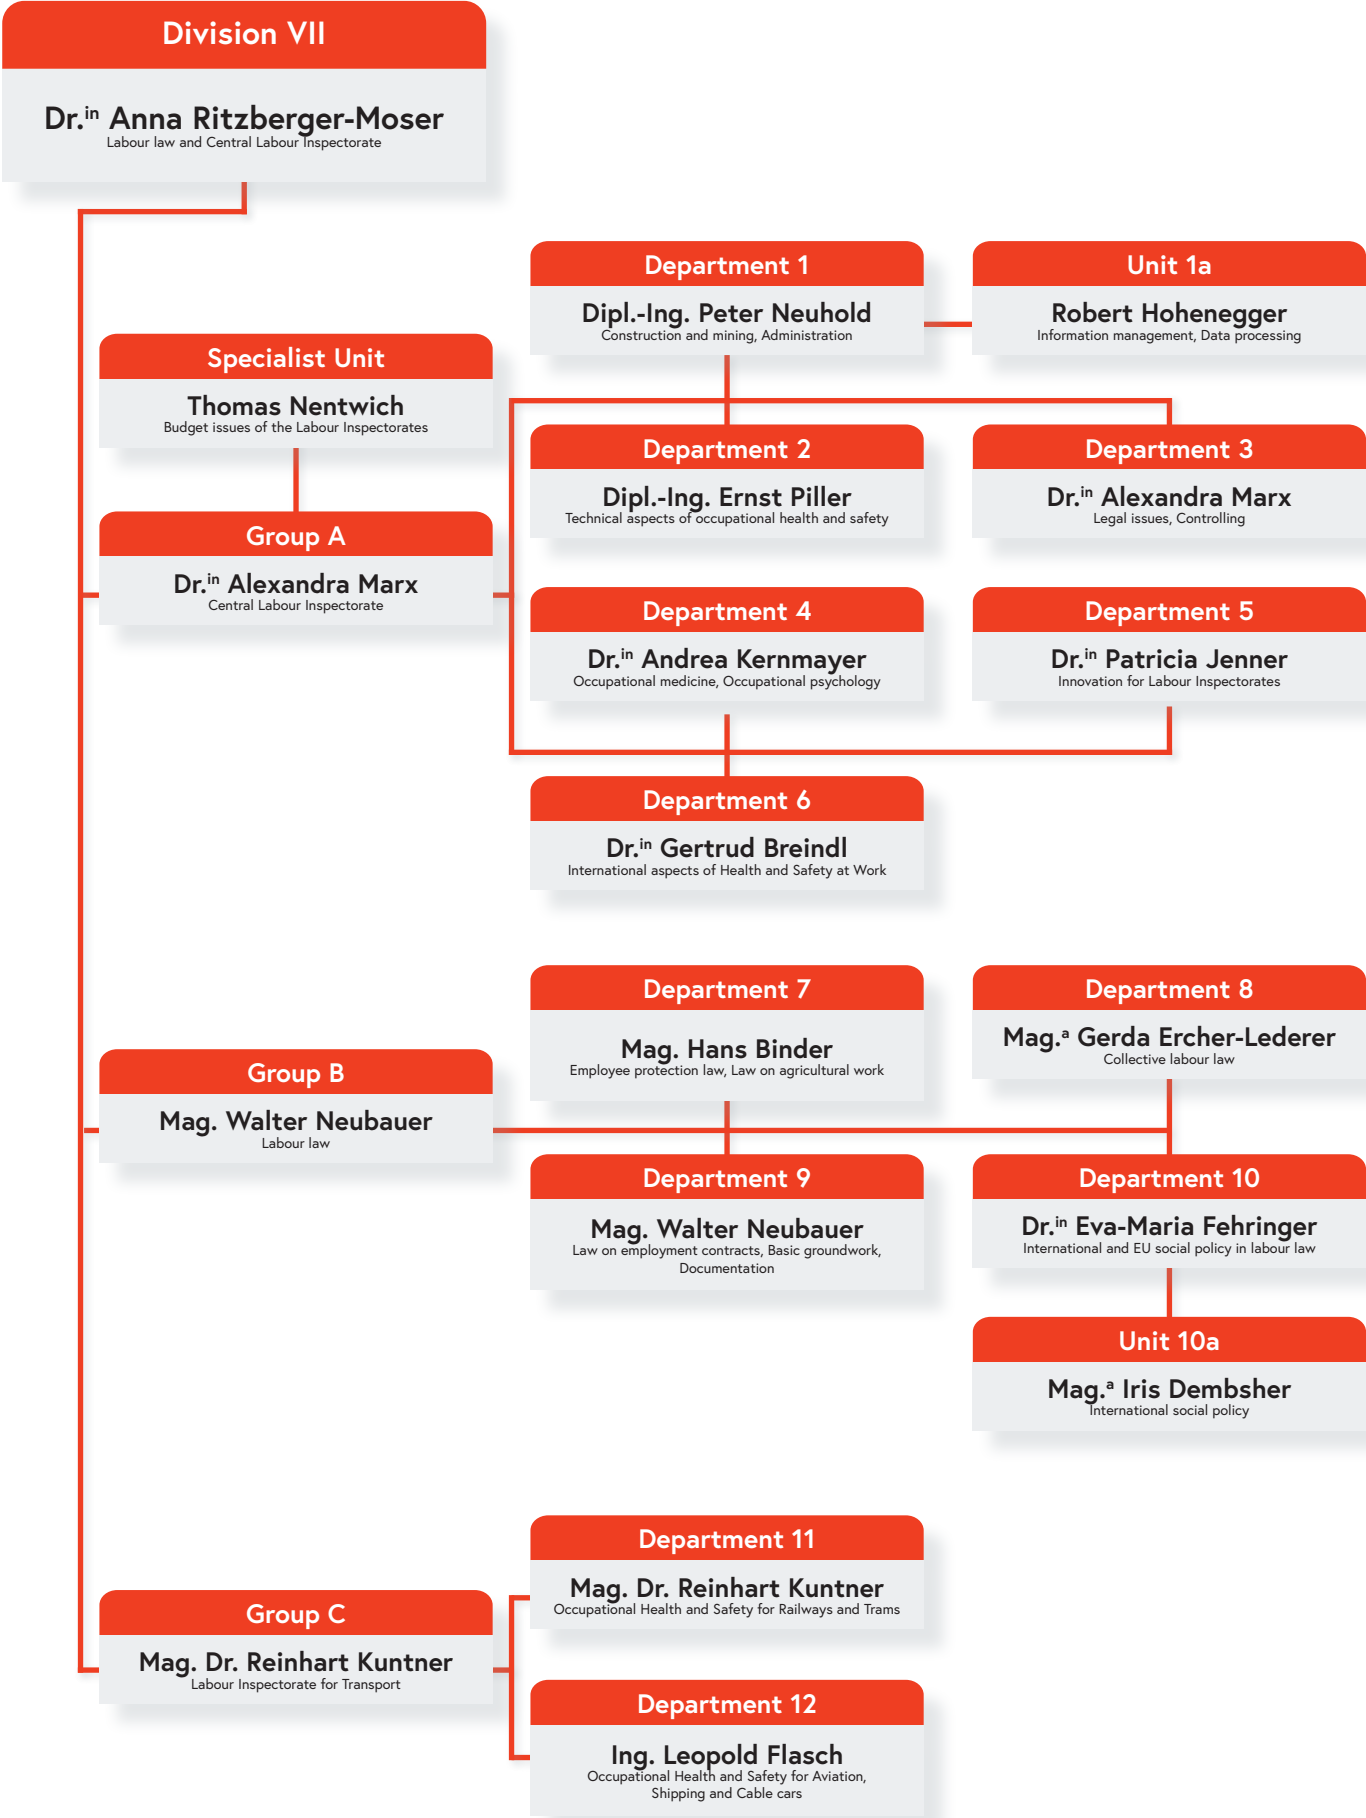 Division VII
Dr.in Anna Ritzberger-Moser
Labour law and Central Labour Inspectorate
Department 1
Dipl.-Ing. Peter Neuhold
Construction and mining, Administration
Unit 1a
Robert Hohenegger
Information management, Data processing
Specialist Unit
Thomas Nentwich
Budget issues of the Labour Inspectorates
Department 2
Dipl.-Ing. Ernst Piller
Technical aspects of occupational health and safety
Department 3
Dr.in Alexandra Marx
Legal issues, Controlling
Group A
Dr.in Alexandra Marx
Central Labour Inspectorate
Department 4
Dr.in Andrea Kernmayer
Occupational medicine, Occupational psychology
Department 5
Dr.in Patricia Jenner
Innovation for Labour Inspectorates
Department 6
Dr.in Gertrud Breindl
International aspects of Health and Safety at Work
Department 7
Mag. Hans Binder
Employee protection law, Law on agricultural work
Department 8
Mag.a Gerda Ercher-Lederer
Collective labour law
Group B
Mag. Walter Neubauer
Labour law
Department 9
Mag. Walter Neubauer
Law on employment contracts, Basic groundwork,
Documentation
Department 10
Dr.in Eva-Maria Fehringer
International and EU social policy in labour law
Unit 10a
Mag.a Iris Dembsher
International social policy
Department 11
Mag. Dr. Reinhart Kuntner
Occupational Health and Safety for Railways and Trams
Group C
Mag. Dr. Reinhart Kuntner
Labour Inspectorate for Transport
Department 12
Ing. Leopold Flasch
Occupational Health and Safety for Aviation,
Shipping and Cable cars